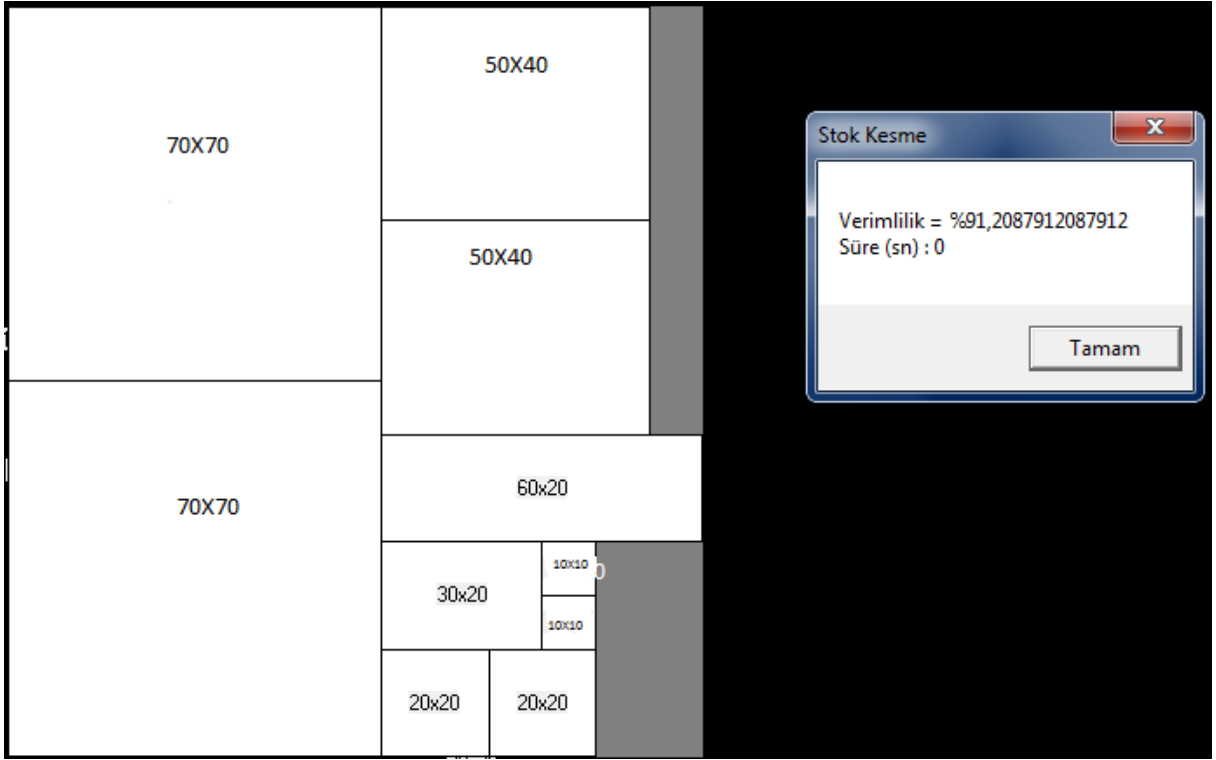 70X70
50X40
50X40
70X70
60x20
30x20
10X10
10X10
20x20
20x20
Stok Kesme
Verimlilik = %91,2087912087912
Süre (sn) : 0
Tamam